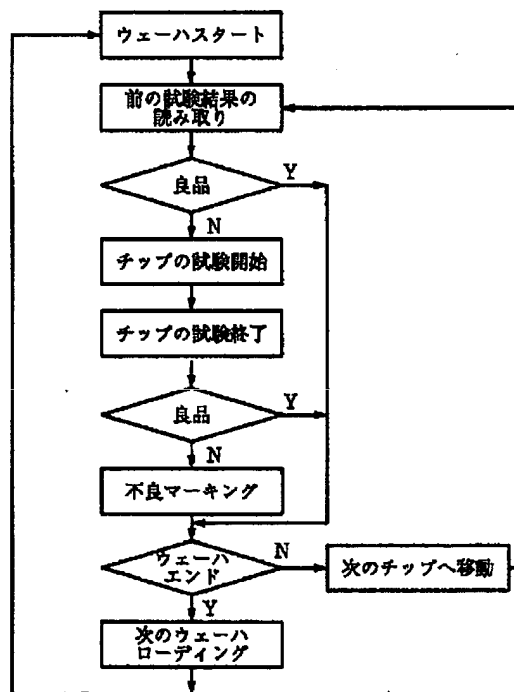 ウェーハスタート
前の試験結果の
読み取り
良品
Y
N
チップの試験開始
チップの試験終了
良品
Y
N
不良マーキング
ウェーハ
エンド
N
次のチップへ移動
Y
次のウェーハ
ローディング